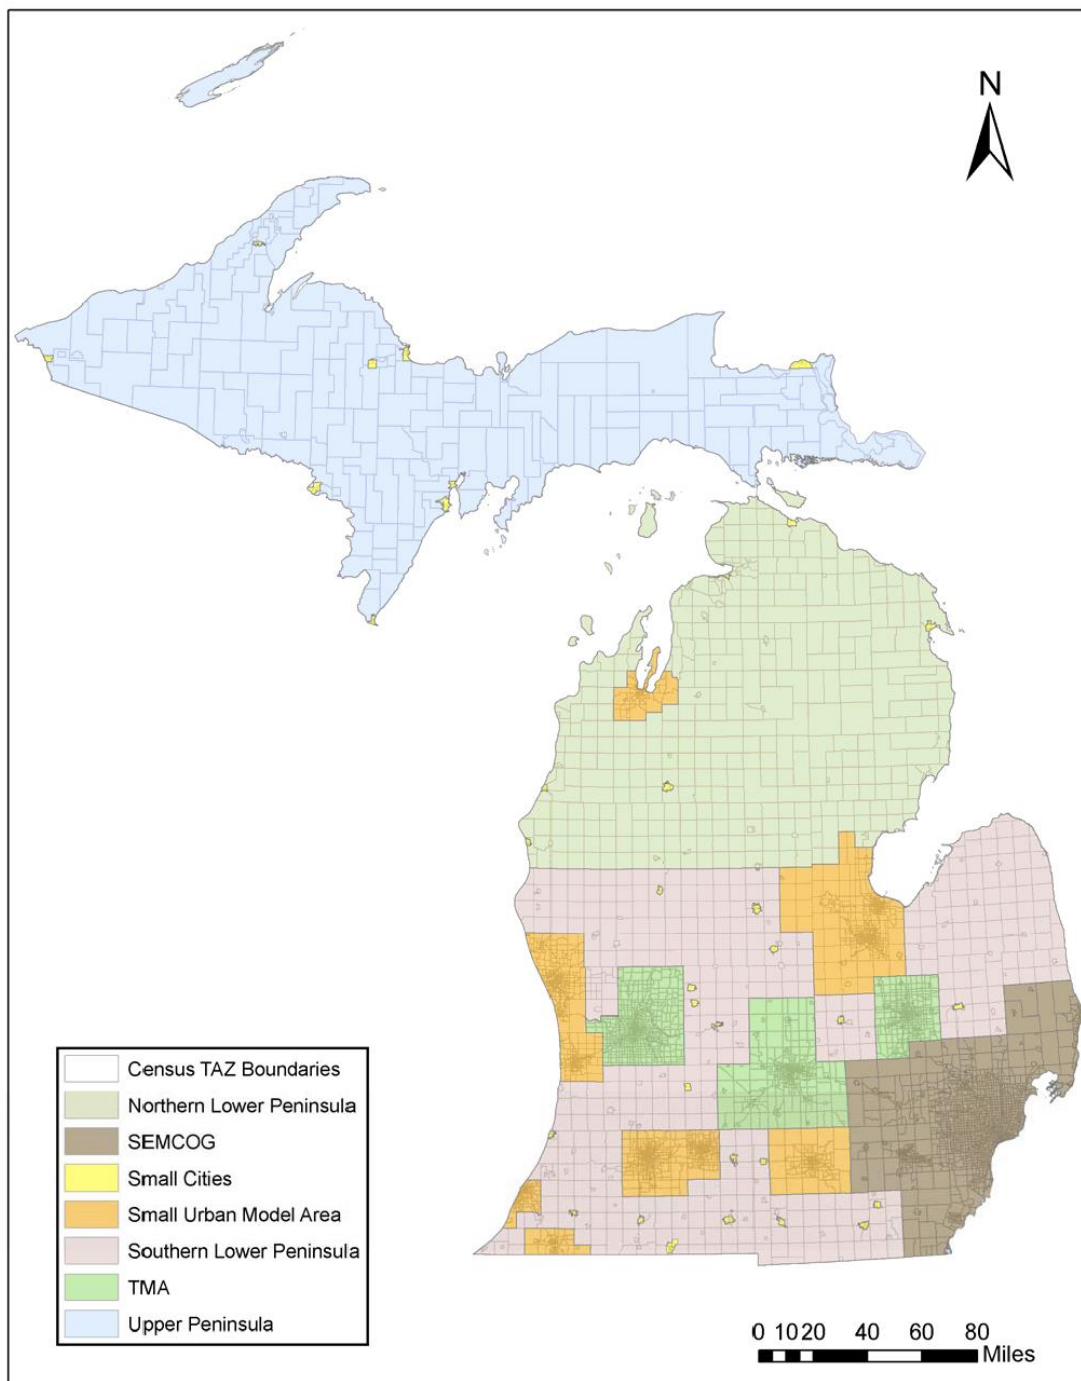 N
Census TAZ Boundaries
Northern Lower Peninsula
SEMCOG
Small Cities
Small Urban Model Area
Southern Lower Peninsula
TMA
Upper Peninsula
0 10 20 40 60 80
Miles